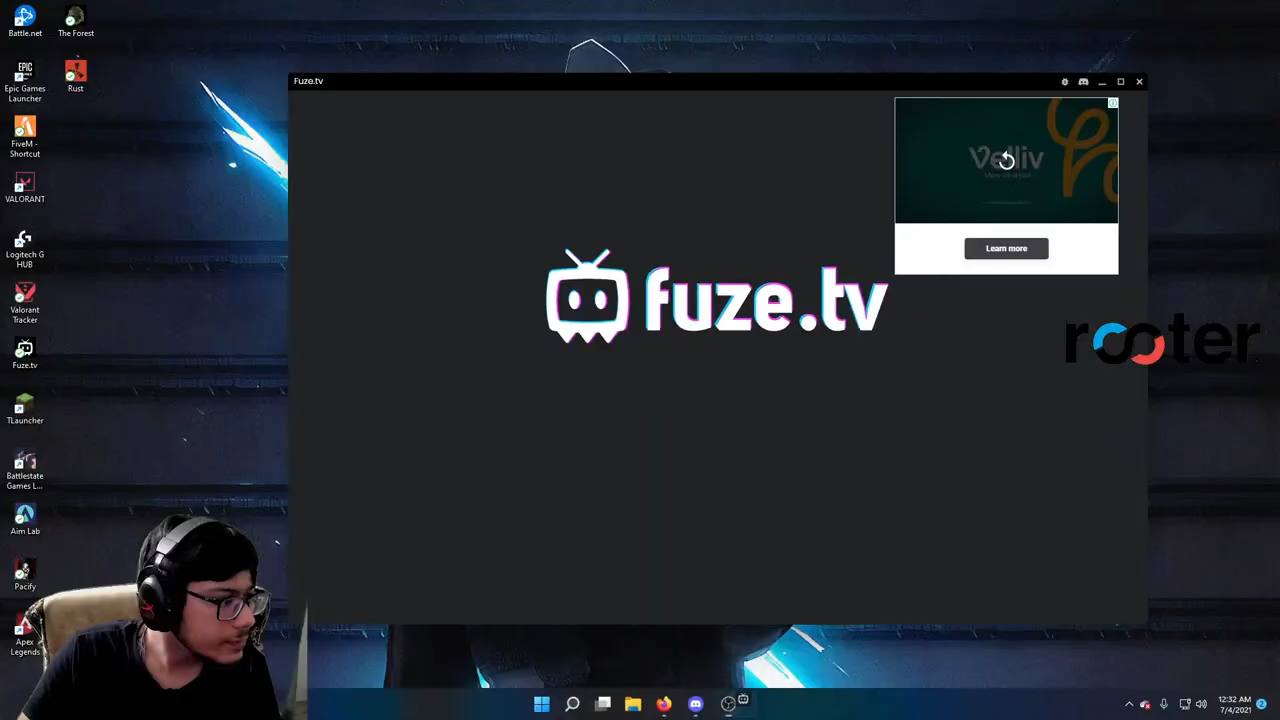 Battle.net
The Forest
Epic Games
Launcher
Rust
FiveM -
Shortcut
VALORANT
Logitech G
HUB
Valorant
Tracker
Fuze.tv
TLauncher
Battlestate
Games L...
Aim Lab
Pacify
Apex
Legends
Fuze.tv
Velliv
Learn more
fuze.tv
rooter
12:32 AM
7/4/2021
2